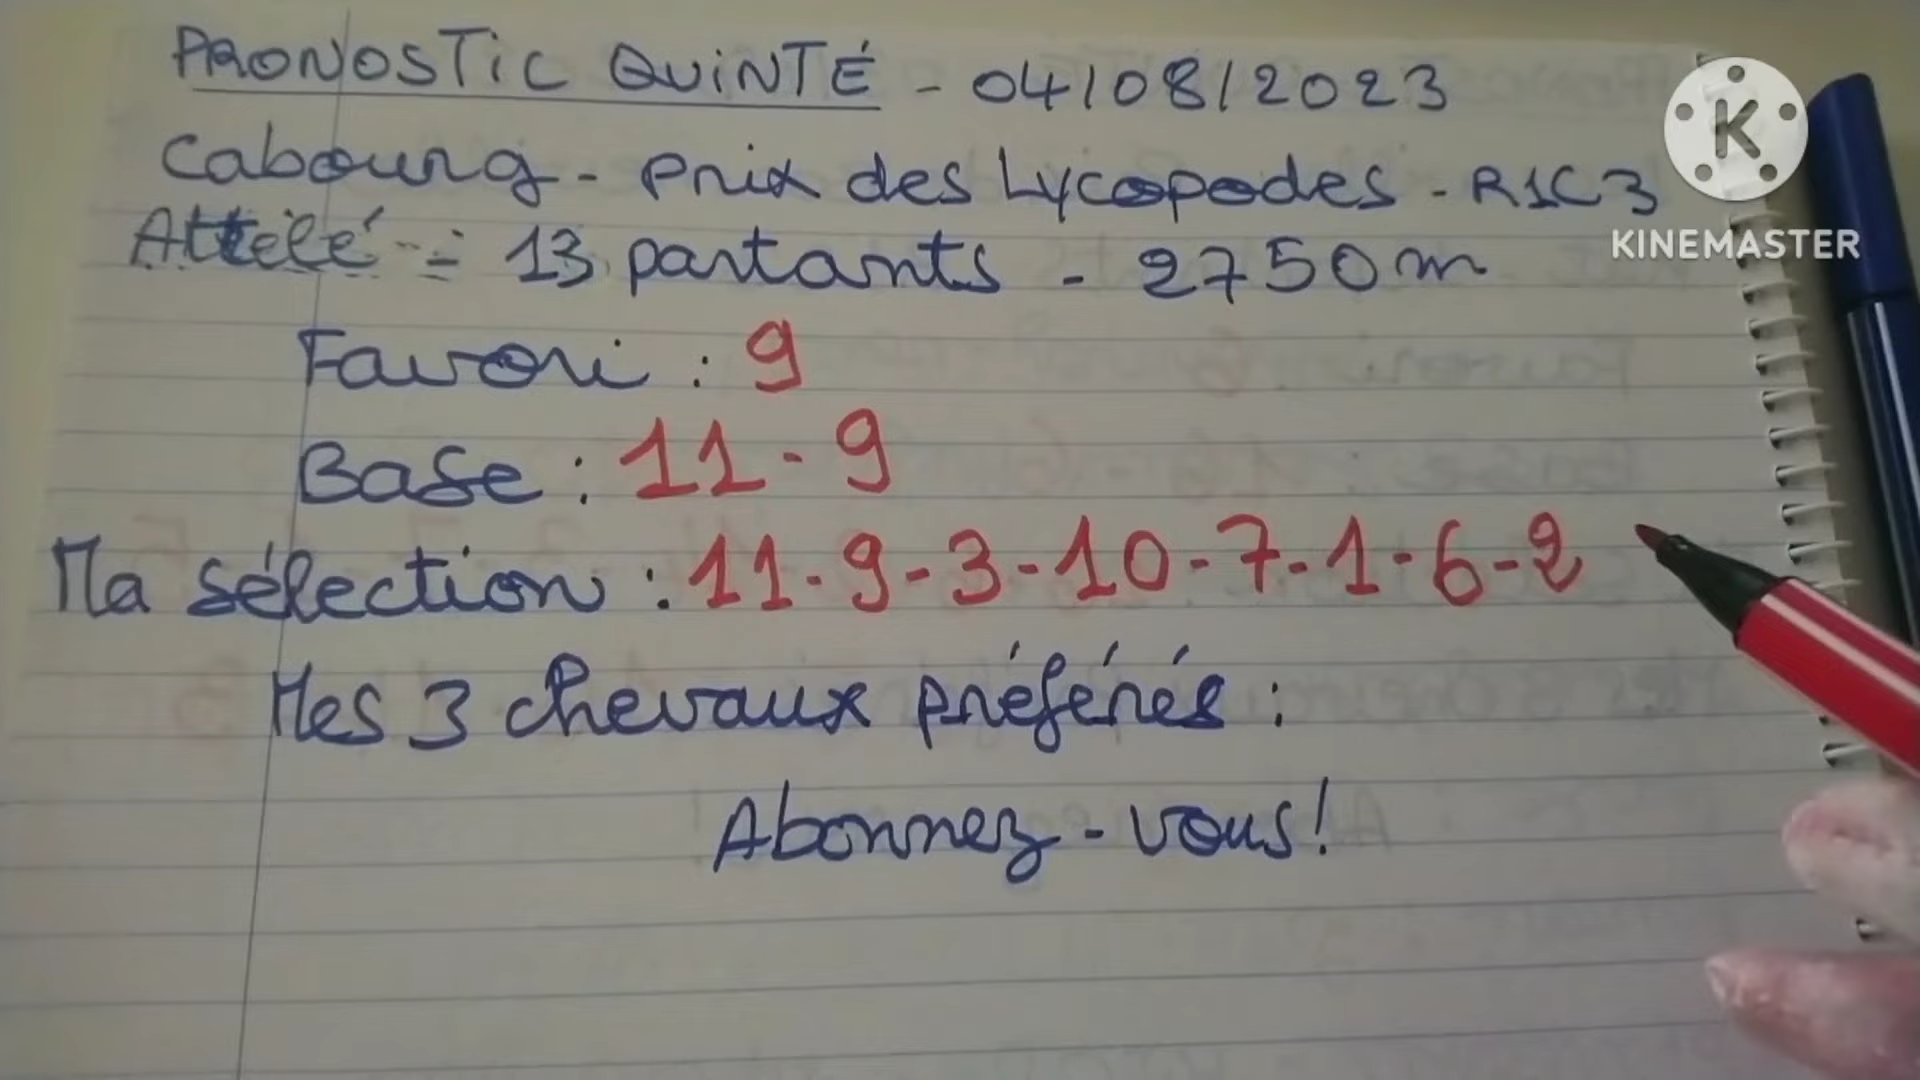 PRONOSTIC QUINTÉ - 04/08/2023
Cabourg - Prix des Lycopodes - R1C3
Attelé - 13 partants - 2750m
Favori : 9
Base : 11 - 9
Ma sélection : 11 - 9 - 3 - 10 - 7 - 1 - 6 - 2
Mes 3 chevaux préférés :
Abonnez-vous!
K
KINEMASTER